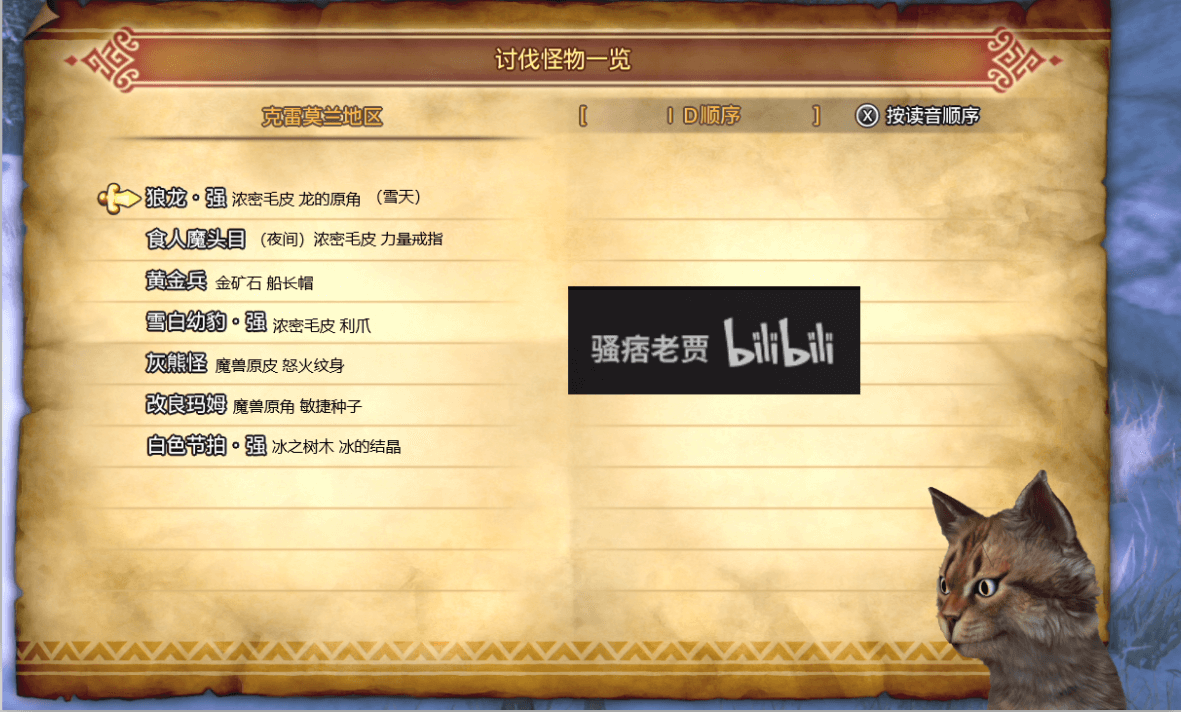 讨伐怪物一览
克雷莫兰地区 [ ID顺序 ] X 按读音顺序
狼龙·强 浓密毛皮 龙的原角 （雪天）
食人魔头目 （夜间）浓密毛皮 力量戒指
黄金兵 金矿石 船长帽
雪白幼豹·强 浓密毛皮 利爪
灰熊怪 魔兽原皮 怒火纹身
改良玛姆 魔兽原角 敏捷种子
白色节拍·强 冰之树木 冰的结晶
骚痞老贾 bilibili